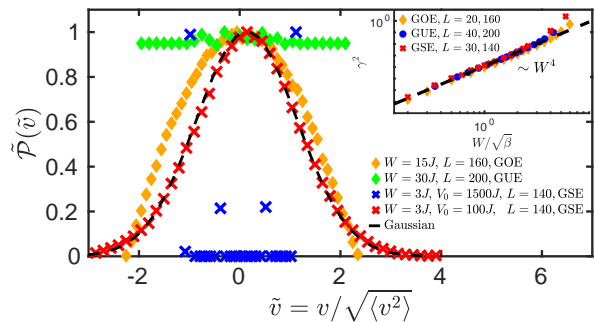 1
0.8
0.6
0.4
0.2
0
-2
0
2
4
6
P̃(ṽ)
ṽ = v/√⟨v²⟩
GOE, L = 20, 160
GUE, L = 40, 200
GSE, L = 30, 140
10⁰
γ²
∼ W⁴
10⁰
W/√β
W = 15J, L = 160, GOE
W = 30J, L = 200, GUE
W = 3J, V₀ = 1500J, L = 140, GSE
W = 3J, V₀ = 100J, L = 140, GSE
Gaussian